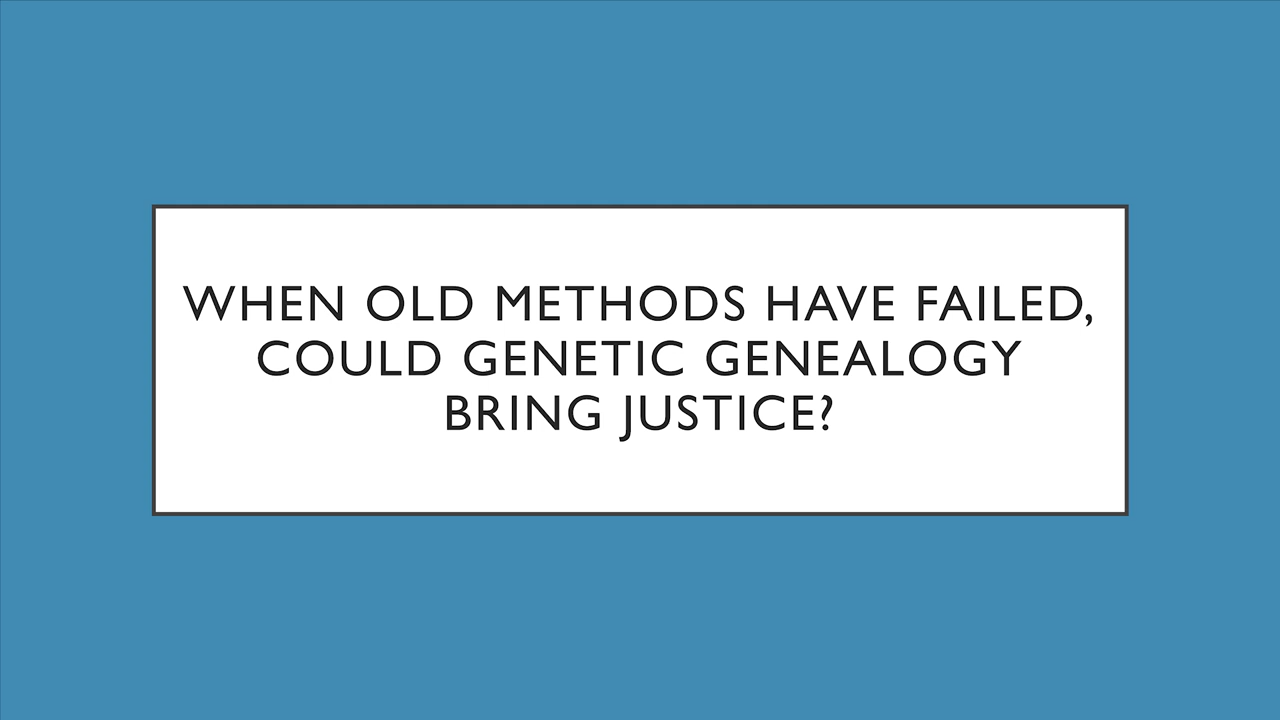 WHEN OLD METHODS HAVE FAILED,
COULD GENETIC GENEALOGY
BRING JUSTICE?